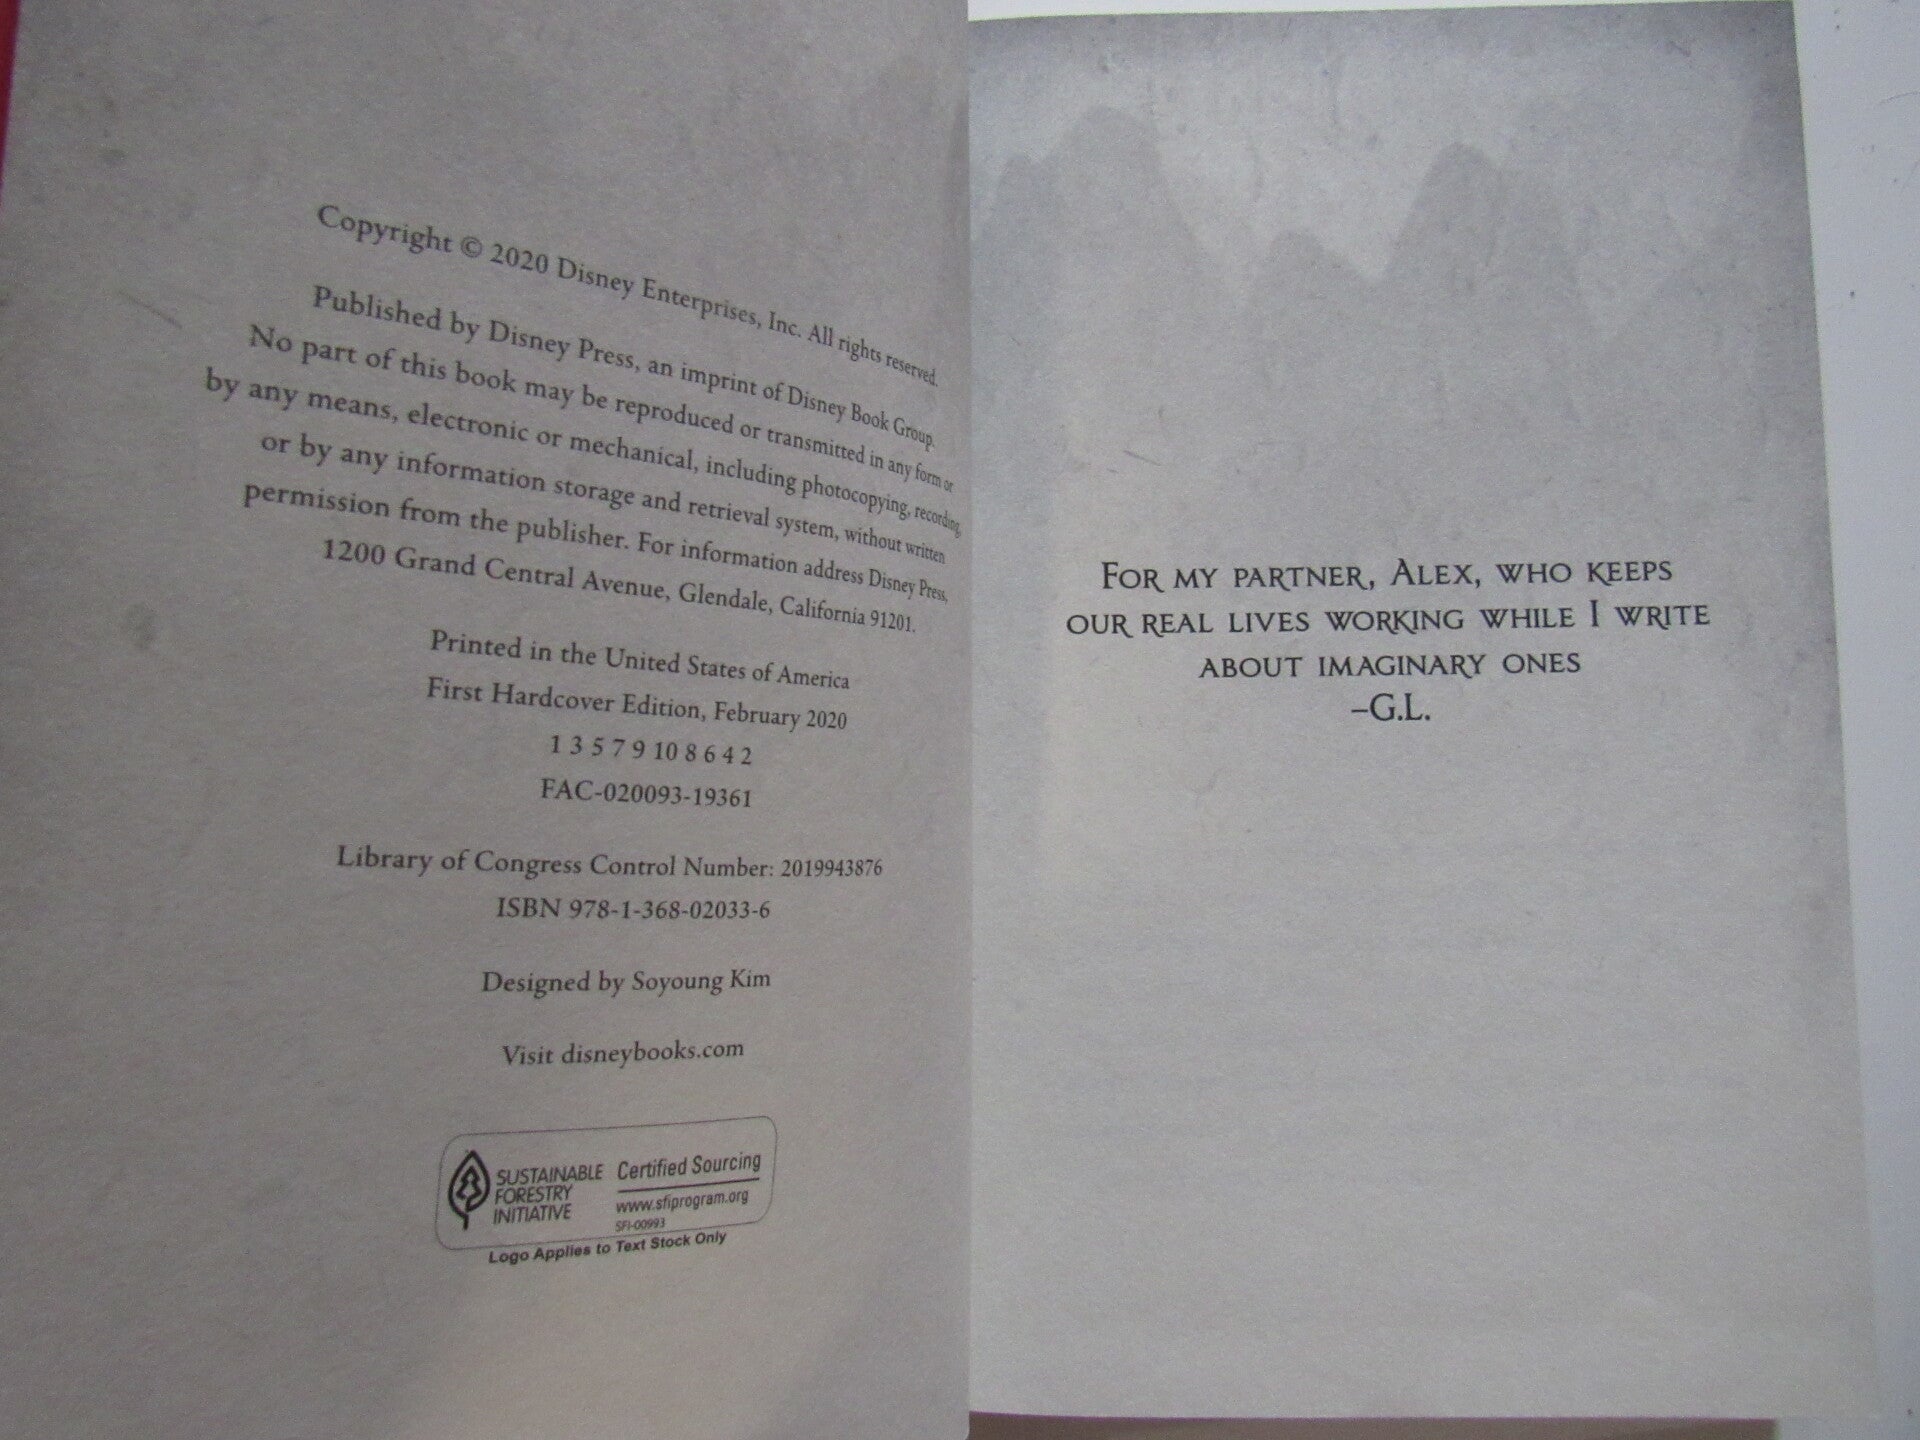 Copyright © 2020 Disney Enterprises, Inc. All rights reserved.
Published by Disney Press, an imprint of Disney Book Group.
No part of this book may be reproduced or transmitted in any form or
by any means, electronic or mechanical, including photocopying, recording,
or by any information storage and retrieval system, without written
permission from the publisher. For information address Disney Press,
1200 Grand Central Avenue, Glendale, California 91201.
Printed in the United States of America
First Hardcover Edition, February 2020
1 3 5 7 9 10 8 6 4 2
FAC-020093-19361
Library of Congress Control Number: 2019943876
ISBN 978-1-368-02033-6
Designed by Soyoung Kim
Visit disneybooks.com
SUSTAINABLE
FORESTRY
INITIATIVE
Certified Sourcing
www.sfiprogram.org
SFI-00993
Logo Applies to Text Stock Only
FOR MY PARTNER, ALEX, WHO KEEPS
OUR REAL LIVES WORKING WHILE I WRITE
ABOUT IMAGINARY ONES
–G.L.